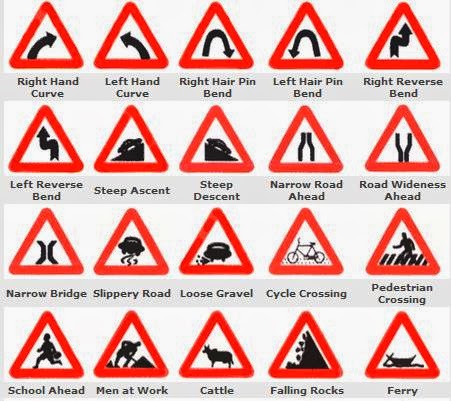 Right Hand Curve
Left Hand Curve
Right Hair Pin Bend
Left Hair Pin Bend
Right Reverse Bend
Left Reverse Bend
Steep Ascent
Steep Descent
Narrow Road Ahead
Road Wideness Ahead
Narrow Bridge
Slippery Road
Loose Gravel
Cycle Crossing
Pedestrian Crossing
School Ahead
Men at Work
Cattle
Falling Rocks
Ferry